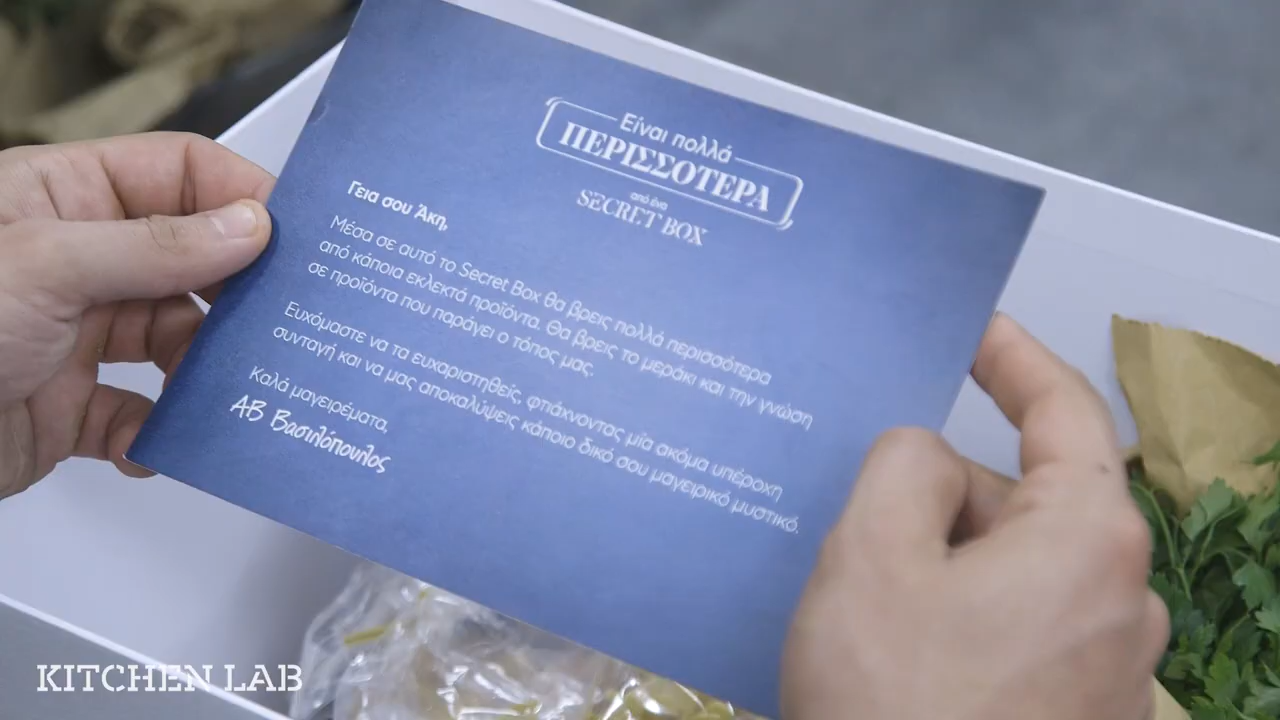 Είναι πολλά
ΠΕΡΙΣΣΟΤΕΡΑ
από ένα
SECRET BOX
Γεια σου Άκη,
Μέσα σε αυτό το Secret Box θα βρεις πολλά περισσότερα
από κάποια εκλεκτά προϊόντα. Θα βρεις το μεράκι και την γνώση
σε προϊόντα που παράγει ο τόπος μας.
Ευχόμαστε να τα ευχαριστηθείς, φτιάχνοντας μία ακόμα υπέροχη
συνταγή και να μας αποκαλύψεις κάποιο δικό σου μαγειρικό μυστικό.
Καλά μαγειρέματα,
ΑΒ Βασιλόπουλος
KITCHEN LAB